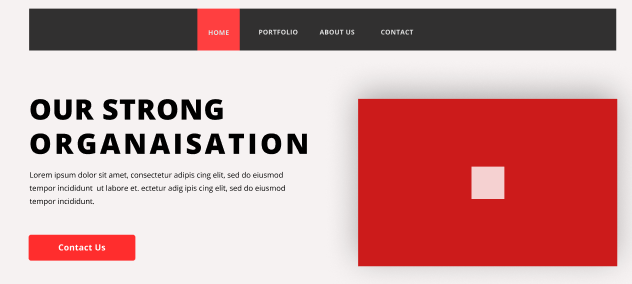 HOME PORTFOLIO ABOUT US CONTACT
OUR STRONG
ORGANAISATION
Lorem ipsum dolor sit amet, consectetur adipis cing elit, sed do eiusmod
tempor incididunt ut labore et. ectetur adig ipis cing elit, sed do eiusmod
tempor incididunt.
Contact Us